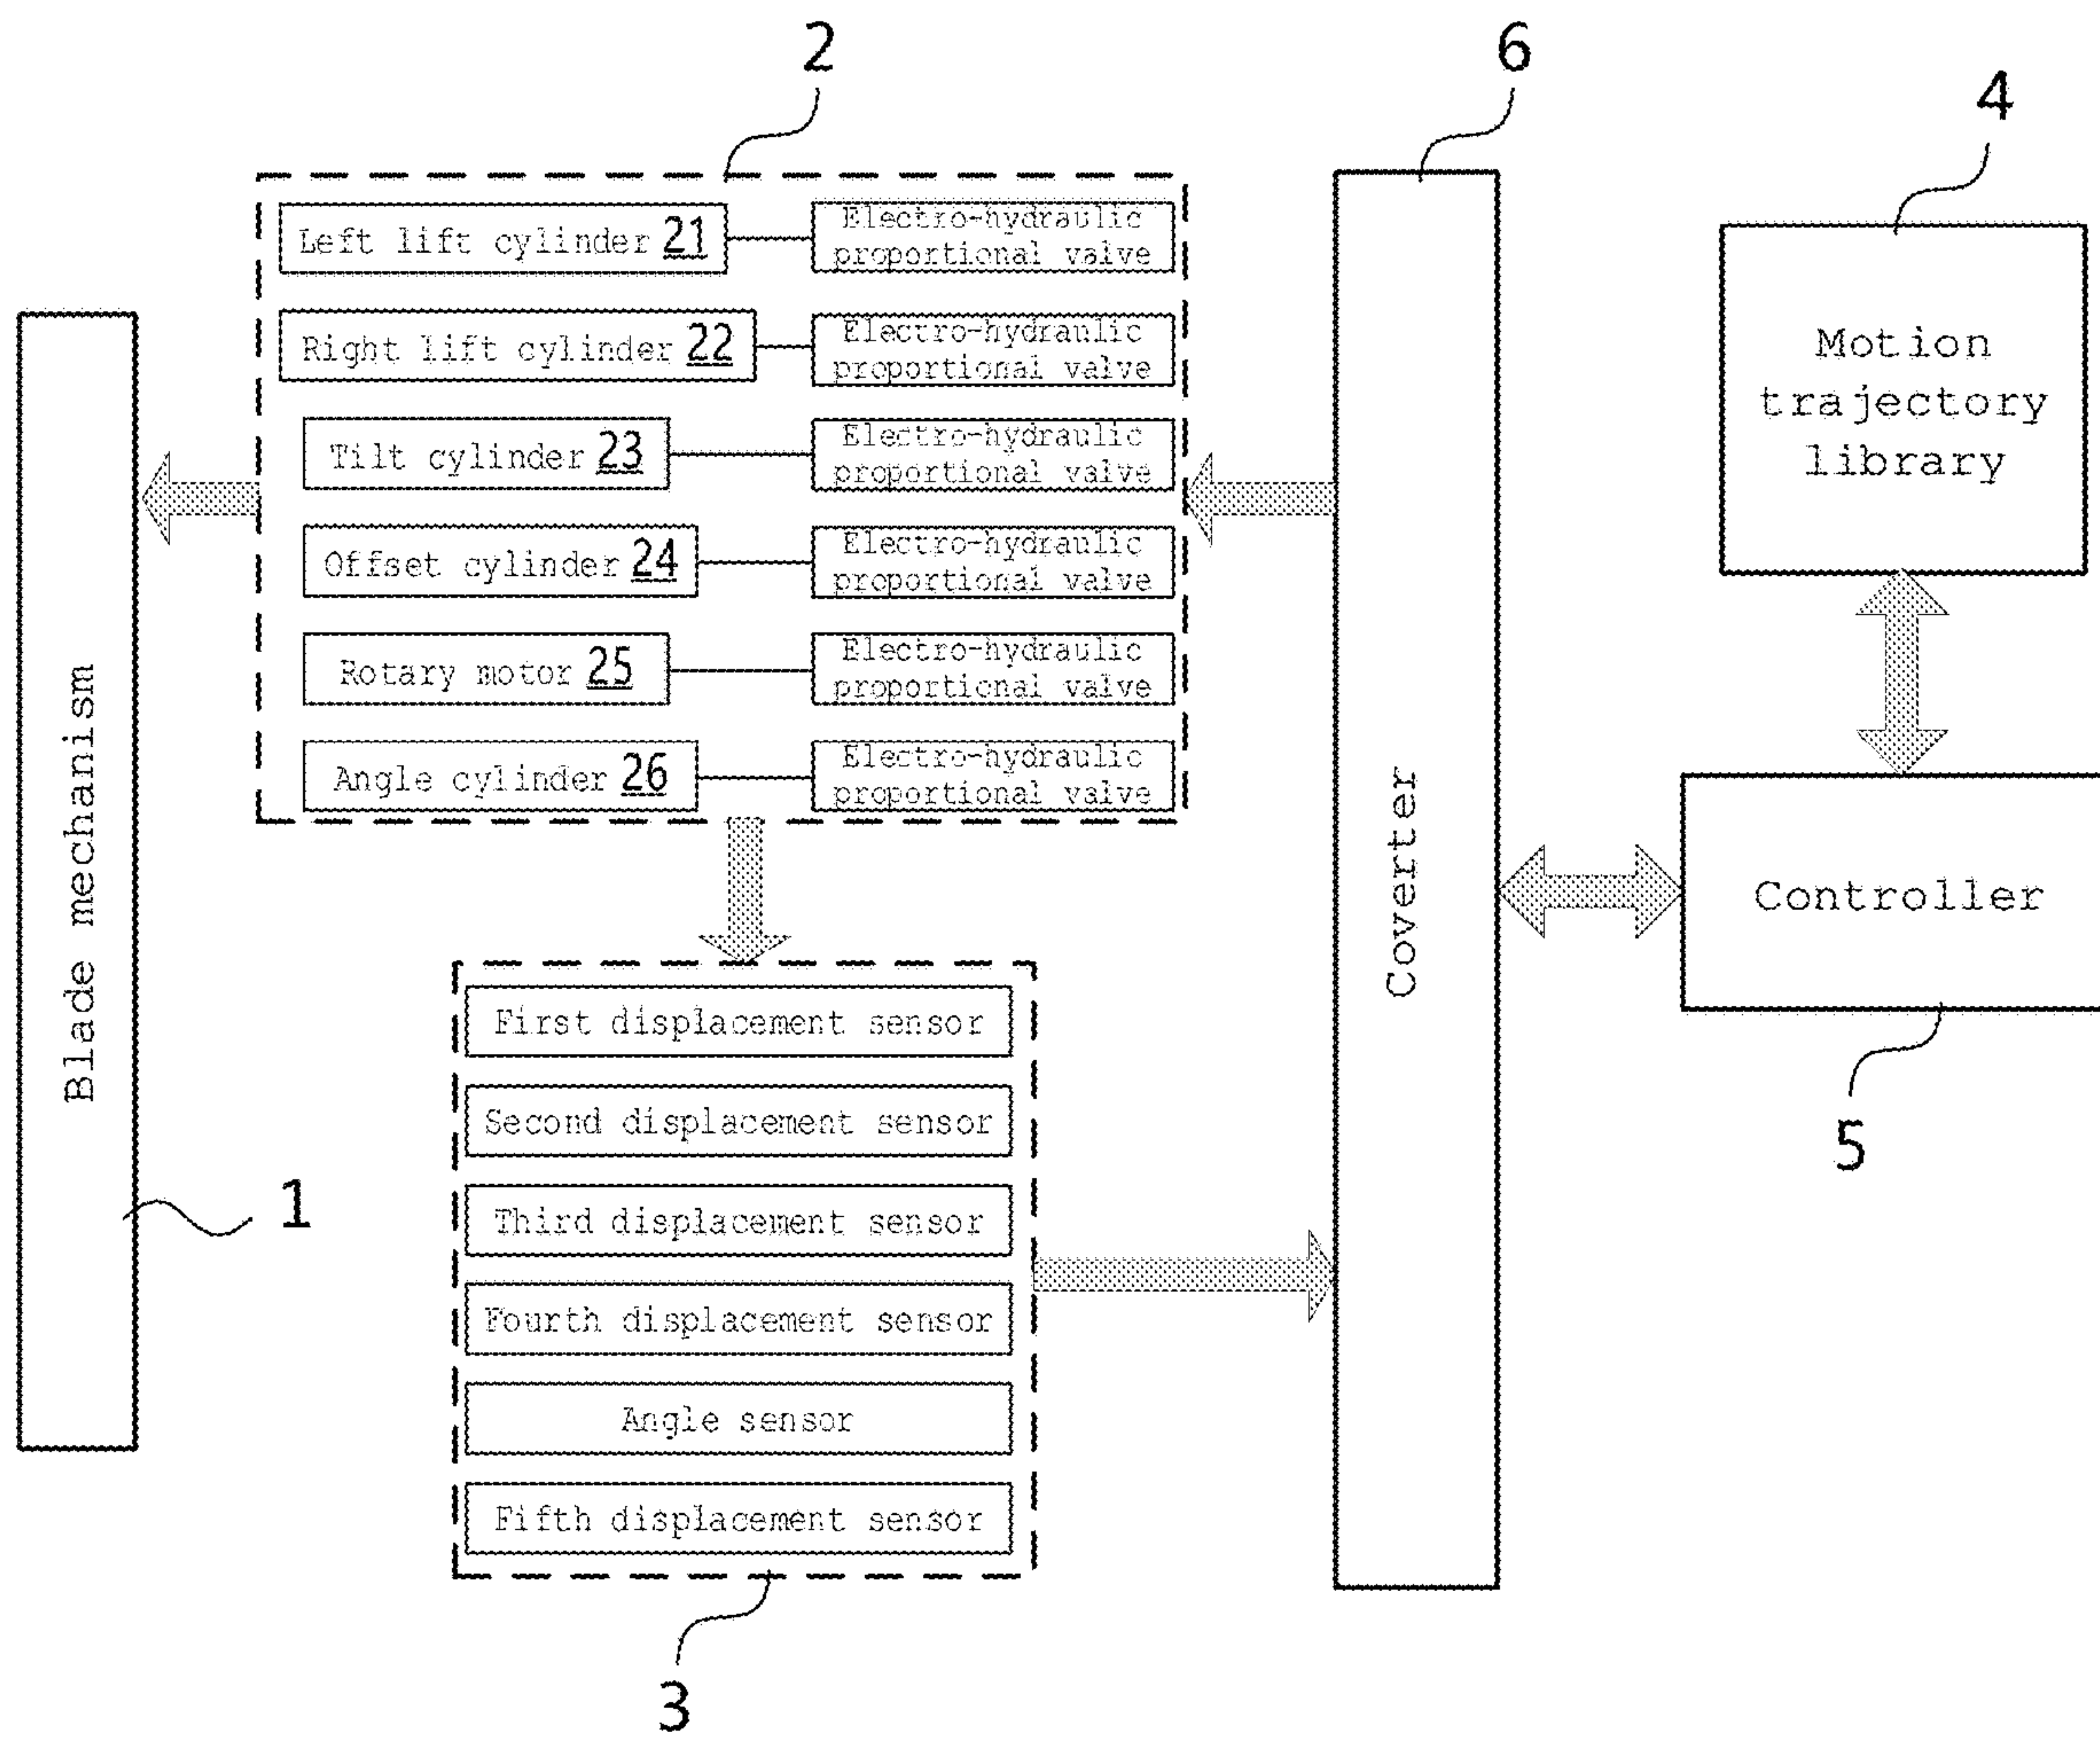 2
6
4
Left lift cylinder 21
Electro-hydraulic
proportional valve
Right lift cylinder 22
Electro-hydraulic
proportional valve
Tilt cylinder 23
Electro-hydraulic
proportional valve
Offset cylinder 24
Electro-hydraulic
proportional valve
Rotary motor 25
Electro-hydraulic
proportional valve
Angle cylinder 26
Electro-hydraulic
proportional valve
Blade mechanism
1
First displacement sensor
Second displacement sensor
Third displacement sensor
Fourth displacement sensor
Angle sensor
Fifth displacement sensor
3
Coverter
Motion
trajectory
library
Controller
5